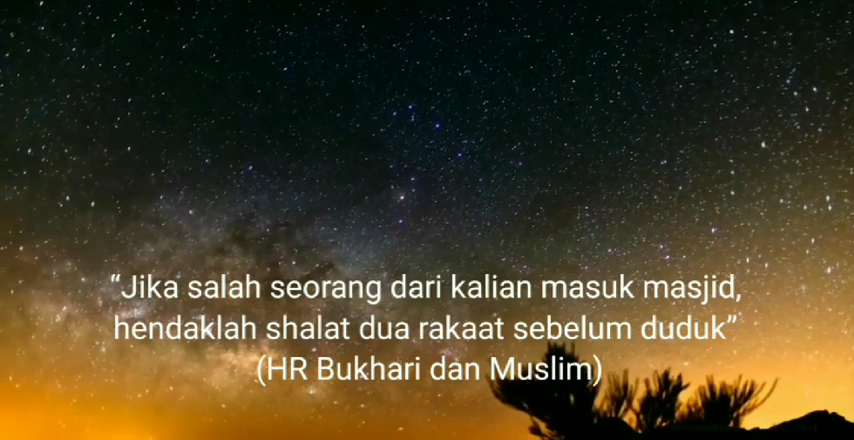 “Jika salah seorang dari kalian masuk masjid,
hendaklah shalat dua rakaat sebelum duduk”
(HR Bukhari dan Muslim)